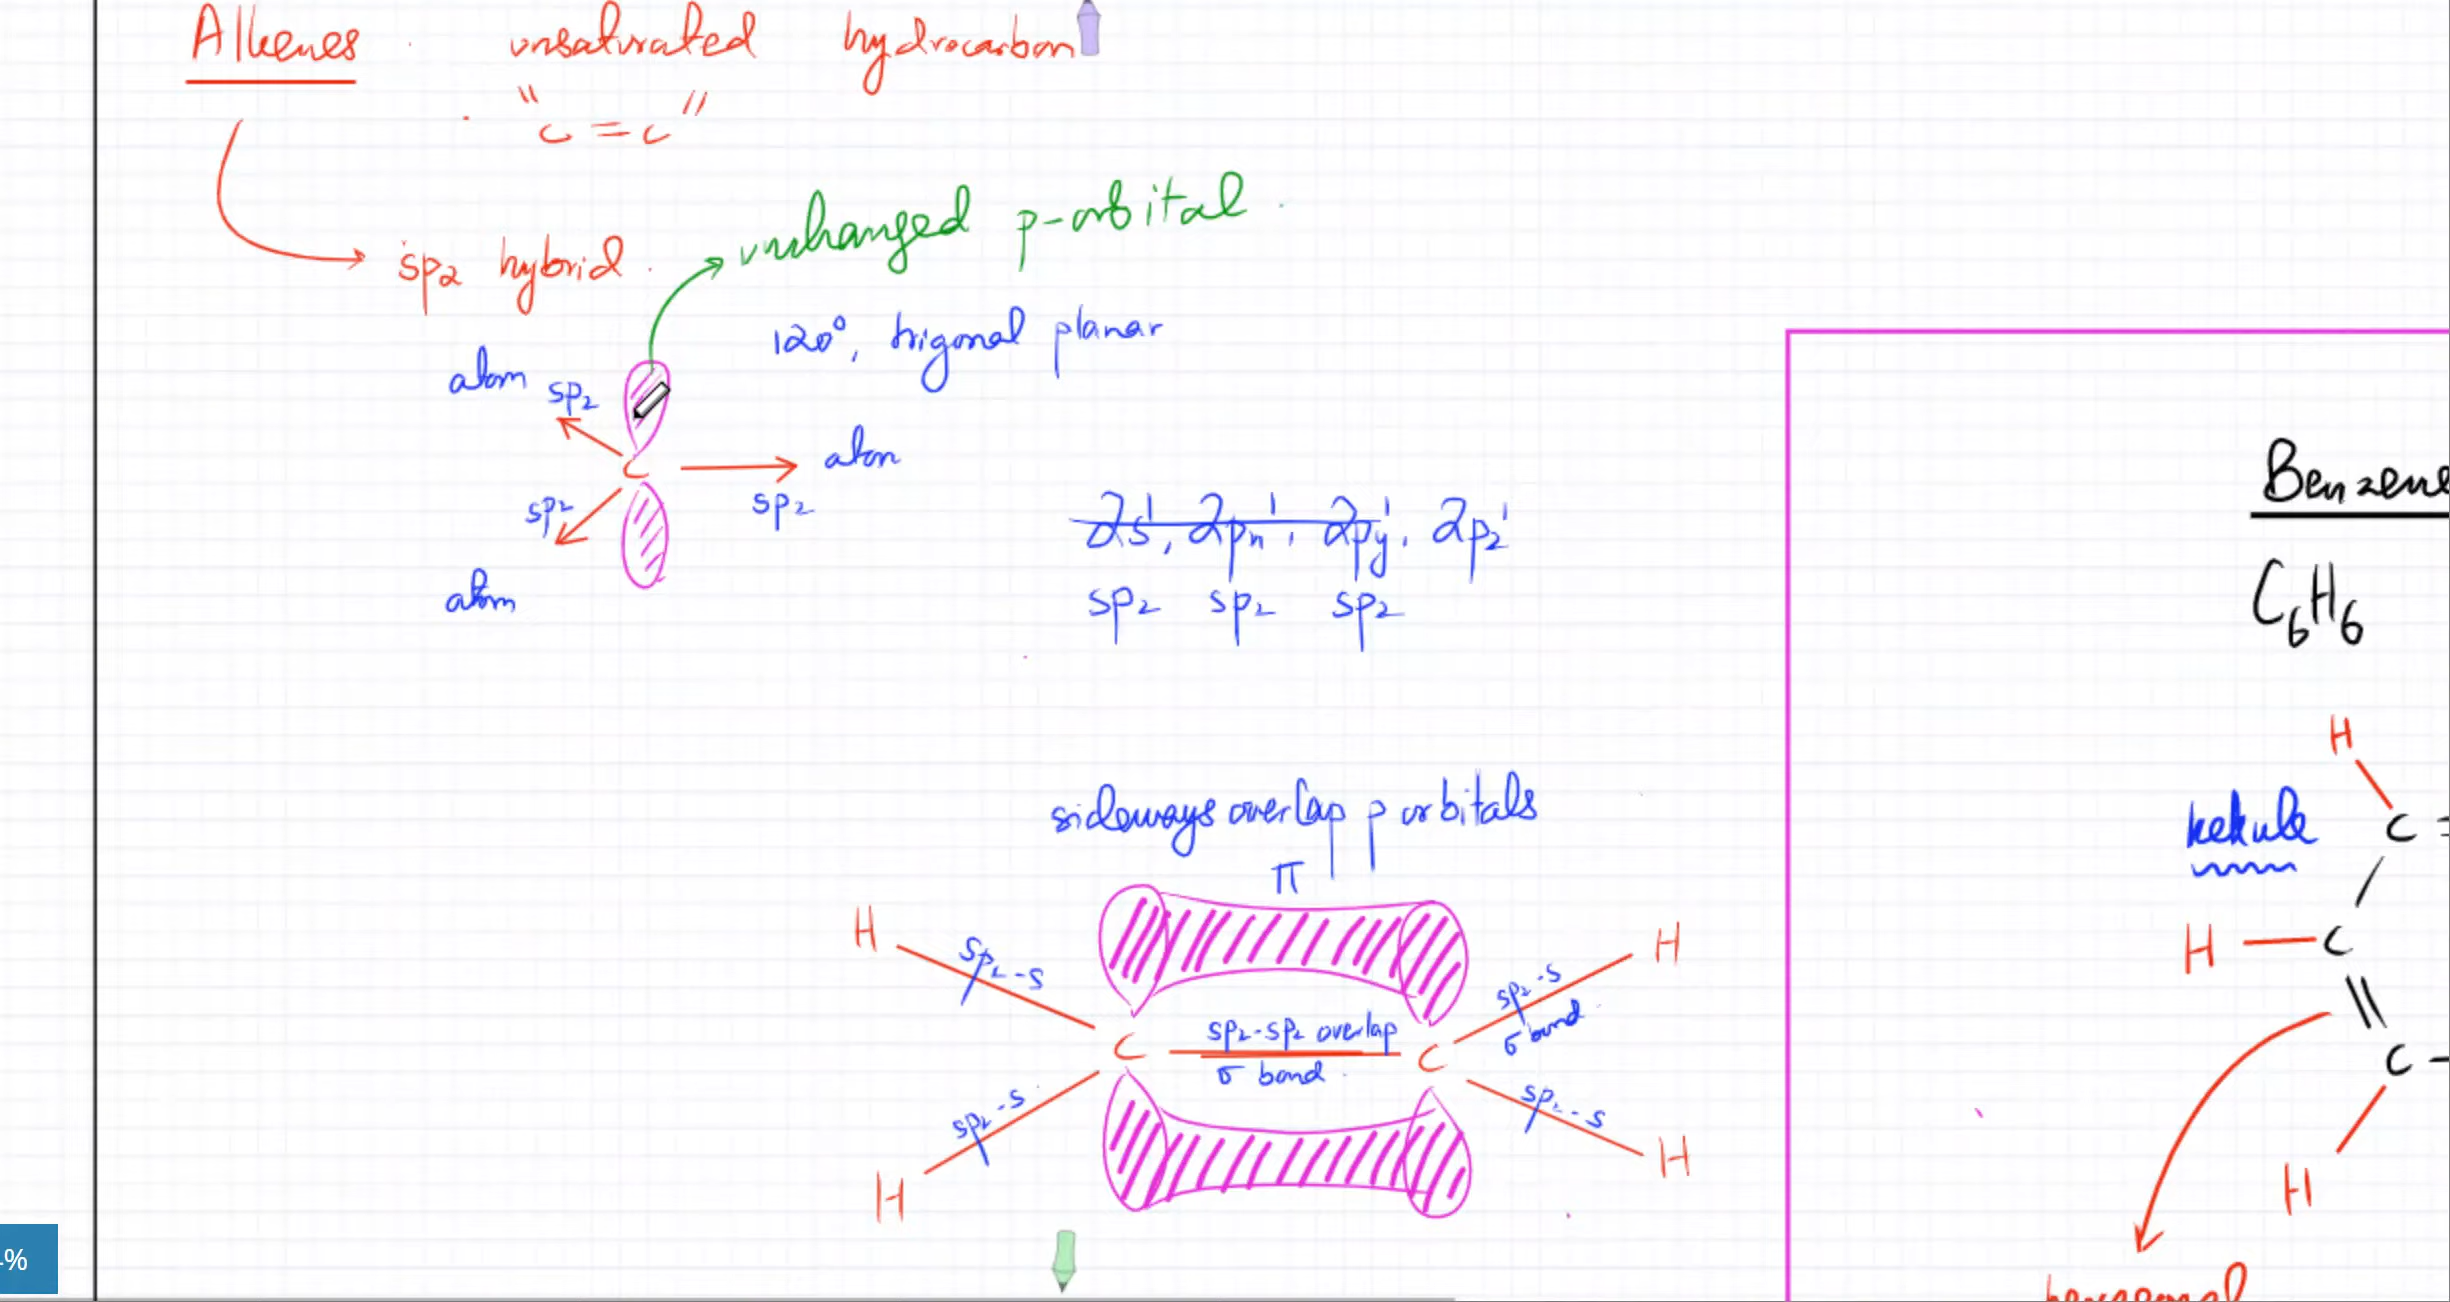 Alkenes . unsaturated hydrocarbon
"c=c"
unchanged p-orbital.
sp2 hybrid.
120°, trigonal planar
atom sp2
C atom
sp2 sp2
atom
2s¹, 2px¹, 2py¹, 2pz¹
sp2 sp2 sp2
sideways overlap p orbitals
π
H sp2-s sp2-s H
sp2-sp2 overlap σ bond
C C
σ bond
sp2-s sp2-s
H H
Benzene
C6H6
H
kekule C
H C
C
H
hexagonal
%